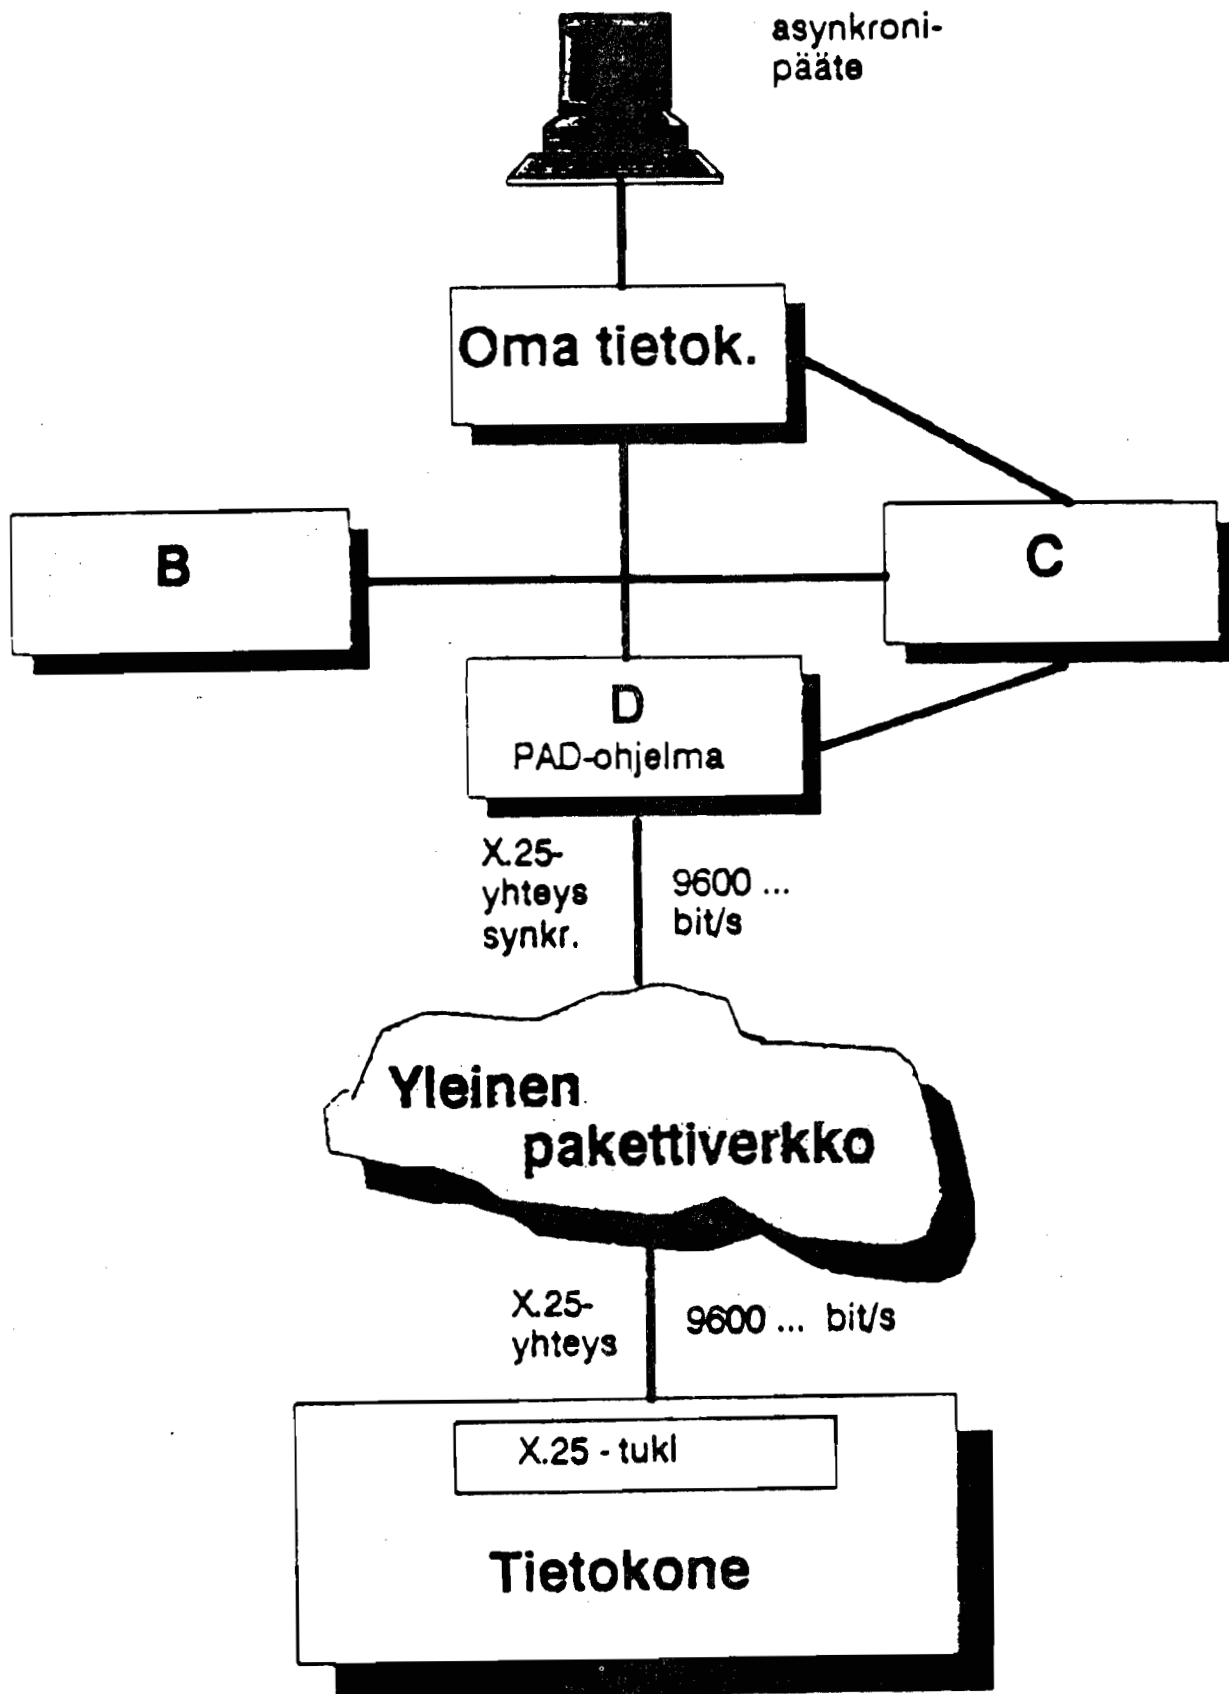 asynkroni-
pääte
Oma tietok.
B
C
D
PAD-ohjelma
X.25-
yhteys
synkr.
9600 ...
bit/s
Yleinen
pakettiverkko
X.25-
yhteys
9600 ... bit/s
X.25 - tuki
Tietokone